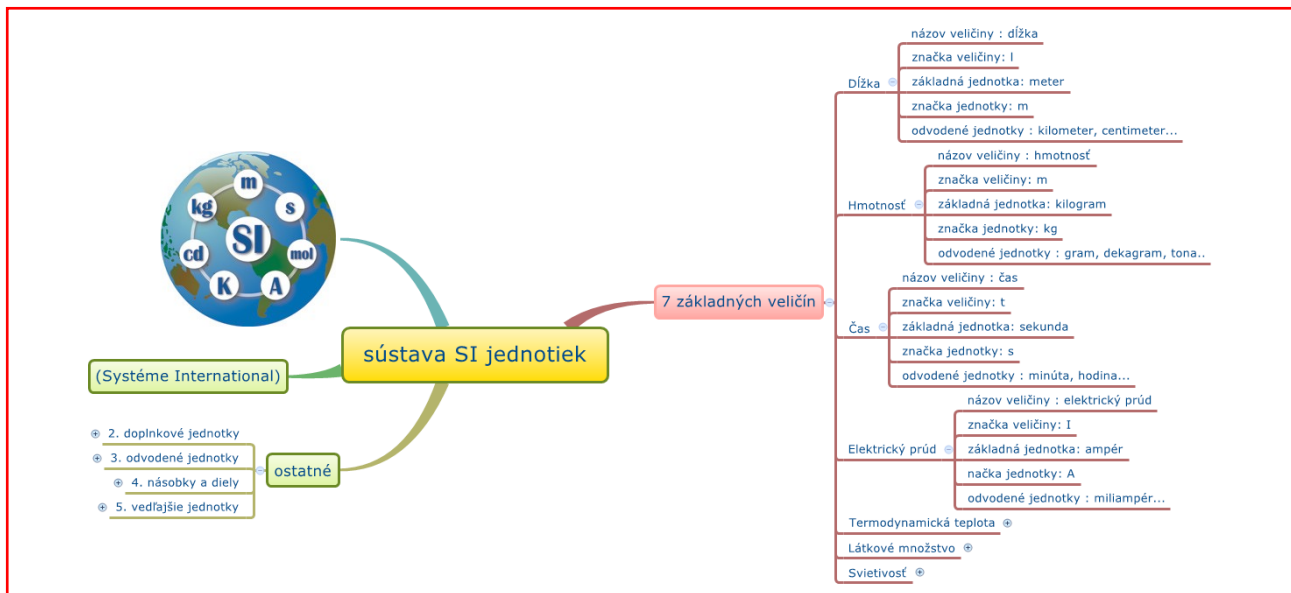 m
s
mol
A
K
cd
kg
SI
sústava SI jednotiek
(Systéme International)
ostatné
2. doplnkové jednotky
3. odvodené jednotky
4. násobky a diely
5. vedľajšie jednotky
7 základných veličín
Dĺžka
názov veličiny : dĺžka
značka veličiny: l
základná jednotka: meter
značka jednotky: m
odvodené jednotky : kilometer, centimeter...
Hmotnosť
názov veličiny : hmotnosť
značka veličiny: m
základná jednotka: kilogram
značka jednotky: kg
odvodené jednotky : gram, dekagram, tona..
Čas
názov veličiny : čas
značka veličiny: t
základná jednotka: sekunda
značka jednotky: s
odvodené jednotky : minúta, hodina...
Elektrický prúd
názov veličiny : elektrický prúd
značka veličiny: I
základná jednotka: ampér
načka jednotky: A
odvodené jednotky : miliampér...
Termodynamická teplota
Látkové množstvo
Svietivosť